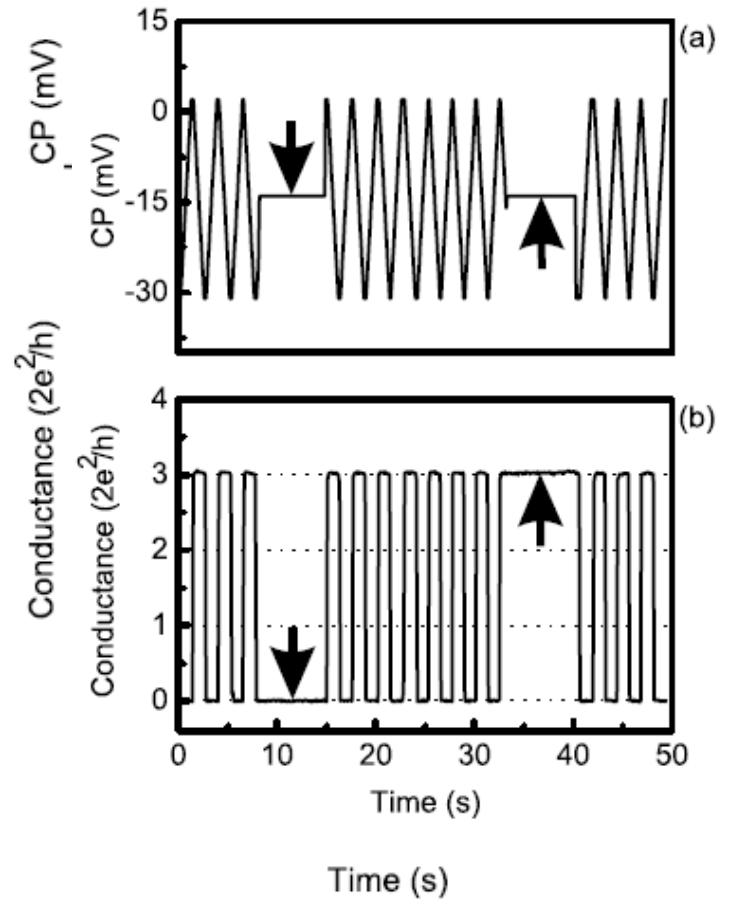 CP (mV)
CP (mV)
15
0
-15
-30
(a)
Conductance (2e²/h)
Conductance (2e²/h)
4
3
2
1
0
(b)
0 10 20 30 40 50
Time (s)
Time (s)